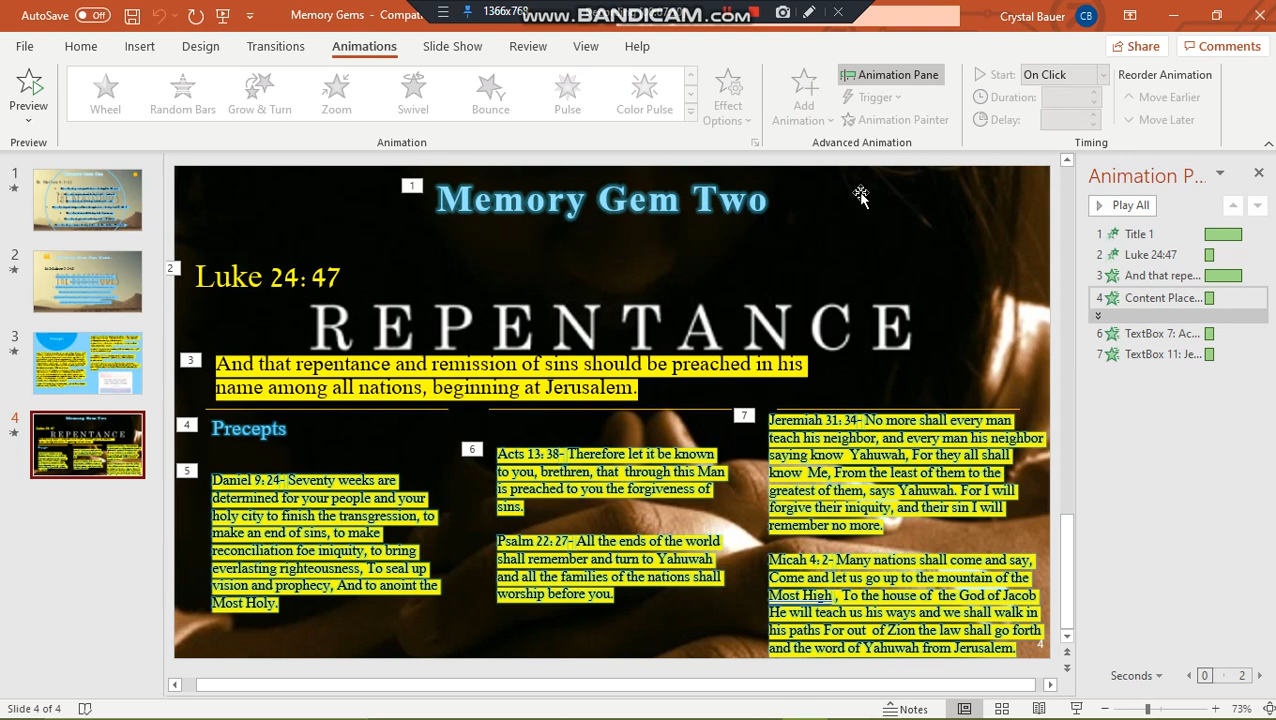 AutoSave
Off
Memory Gems - Compat
1366x768
www.BANDICAM.com
Crystal Bauer
CB
File
Home
Insert
Design
Transitions
Animations
Slide Show
Review
View
Help
Share
Comments
Preview
Wheel
Random Bars
Grow & Turn
Zoom
Swivel
Bounce
Pulse
Color Pulse
Effect
Options
Add
Animation
Animation Pane
Trigger
Animation Painter
Start:
On Click
Duration:
Delay:
Reorder Animation
Move Earlier
Move Later
Preview
Animation
Advanced Animation
Timing
1
2
3
4
1
Memory Gem Two
2
Luke 24: 47
REPENTANCE
3
And that repentance and remission of sins should be preached in his
name among all nations, beginning at Jerusalem.
4
Precepts
5
Daniel 9: 24- Seventy weeks are
determined for your people and your
holy city to finish the transgression, to
make an end of sins, to make
reconciliation foe iniquity, to bring
everlasting righteousness, To seal up
vision and prophecy, And to anoint the
Most Holy.
6
Acts 13: 38- Therefore let it be known
to you, brethren, that through this Man
is preached to you the forgiveness of
sins.
Psalm 22: 27- All the ends of the world
shall remember and turn to Yahuwah
and all the families of the nations shall
worship before you.
7
Jeremiah 31: 34- No more shall every man
teach his neighbor, and every man his neighbor
saying know Yahuwah, For they all shall
know Me, From the least of them to the
greatest of them, says Yahuwah. For I will
forgive their iniquity, and their sin I will
remember no more.
Micah 4: 2- Many nations shall come and say,
Come and let us go up to the mountain of the
Most High , To the house of the God of Jacob
He will teach us his ways and we shall walk in
his paths For out of Zion the law shall go forth
and the word of Yahuwah from Jerusalem.
4
Animation P...
Play All
1 Title 1
2 Luke 24:47
3 And that repe...
4 Content Place...
6 TextBox 7: Ac...
7 TextBox 11: Je...
Seconds
0
2
Slide 4 of 4
Notes
73%